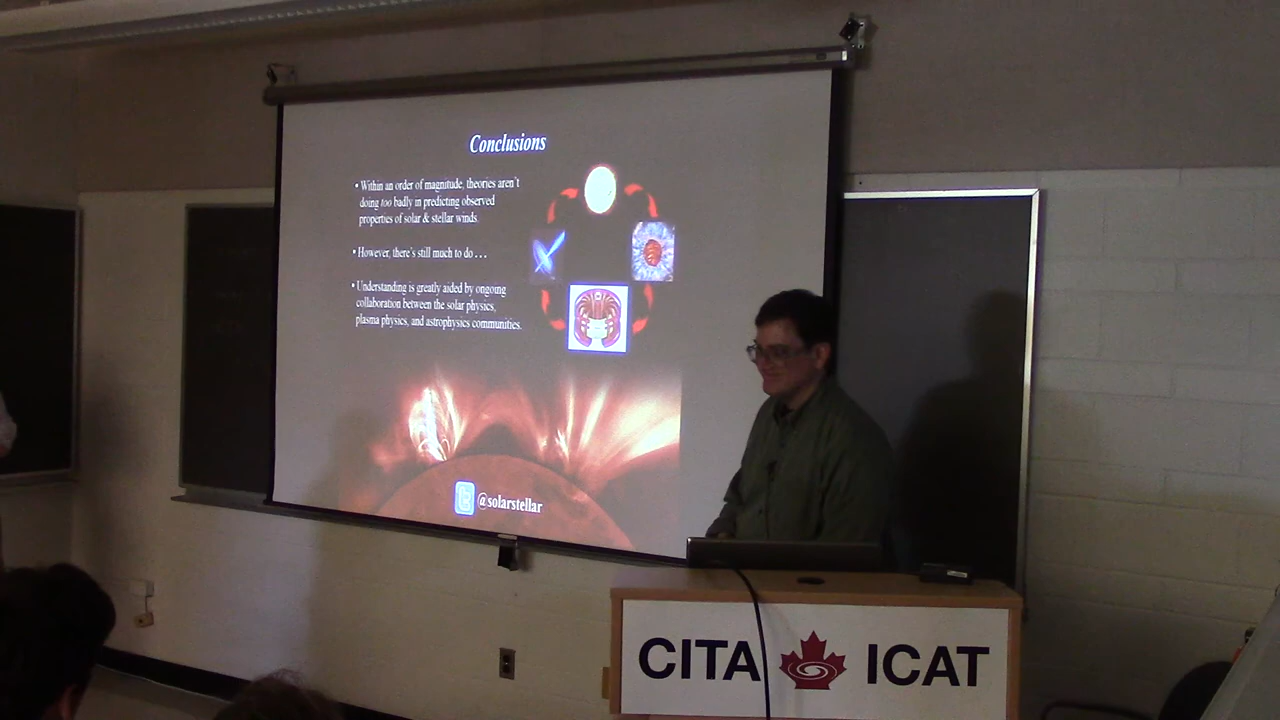 Conclusions
• Within an order of magnitude, theories aren't
doing too badly in predicting observed
properties of solar & stellar winds.
• However, there's still much to do . . .
• Understanding is greatly aided by ongoing
collaboration between the solar physics,
plasma physics, and astrophysics communities.
@solarstellar
CITA ICAT